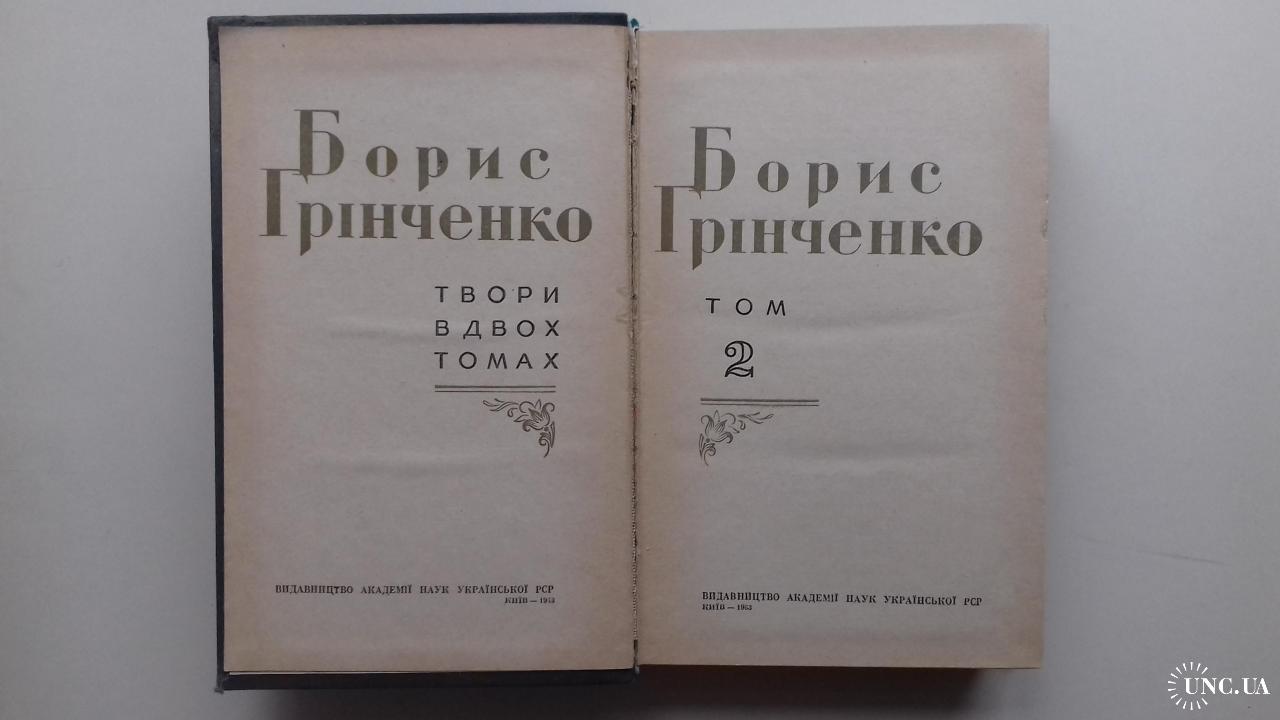 Борис
Грінченко
ТВОРИ
В ДВОХ
ТОМАХ
ВИДАВНИЦТВО АКАДЕМІЇ НАУК УКРАЇНСЬКОЇ РСР
КИЇВ — 1963
Борис
Грінченко
ТОМ
2
ВИДАВНИЦТВО АКАДЕМІЇ НАУК УКРАЇНСЬКОЇ РСР
КИЇВ — 1963
UNC.UA